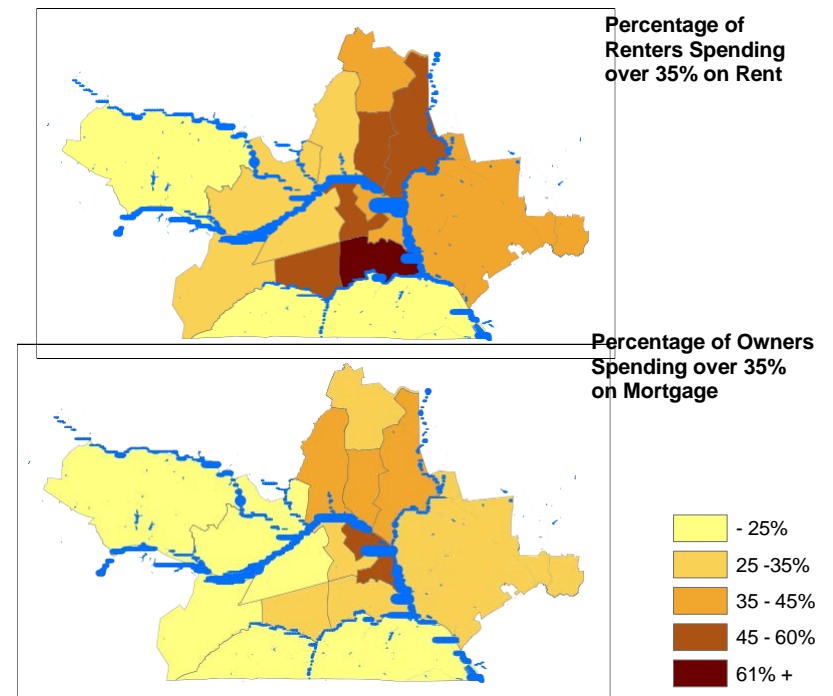 Percentage of
Renters Spending
over 35% on Rent
Percentage of Owners
Spending over 35%
on Mortgage
- 25%
25 -35%
35 - 45%
45 - 60%
61% +